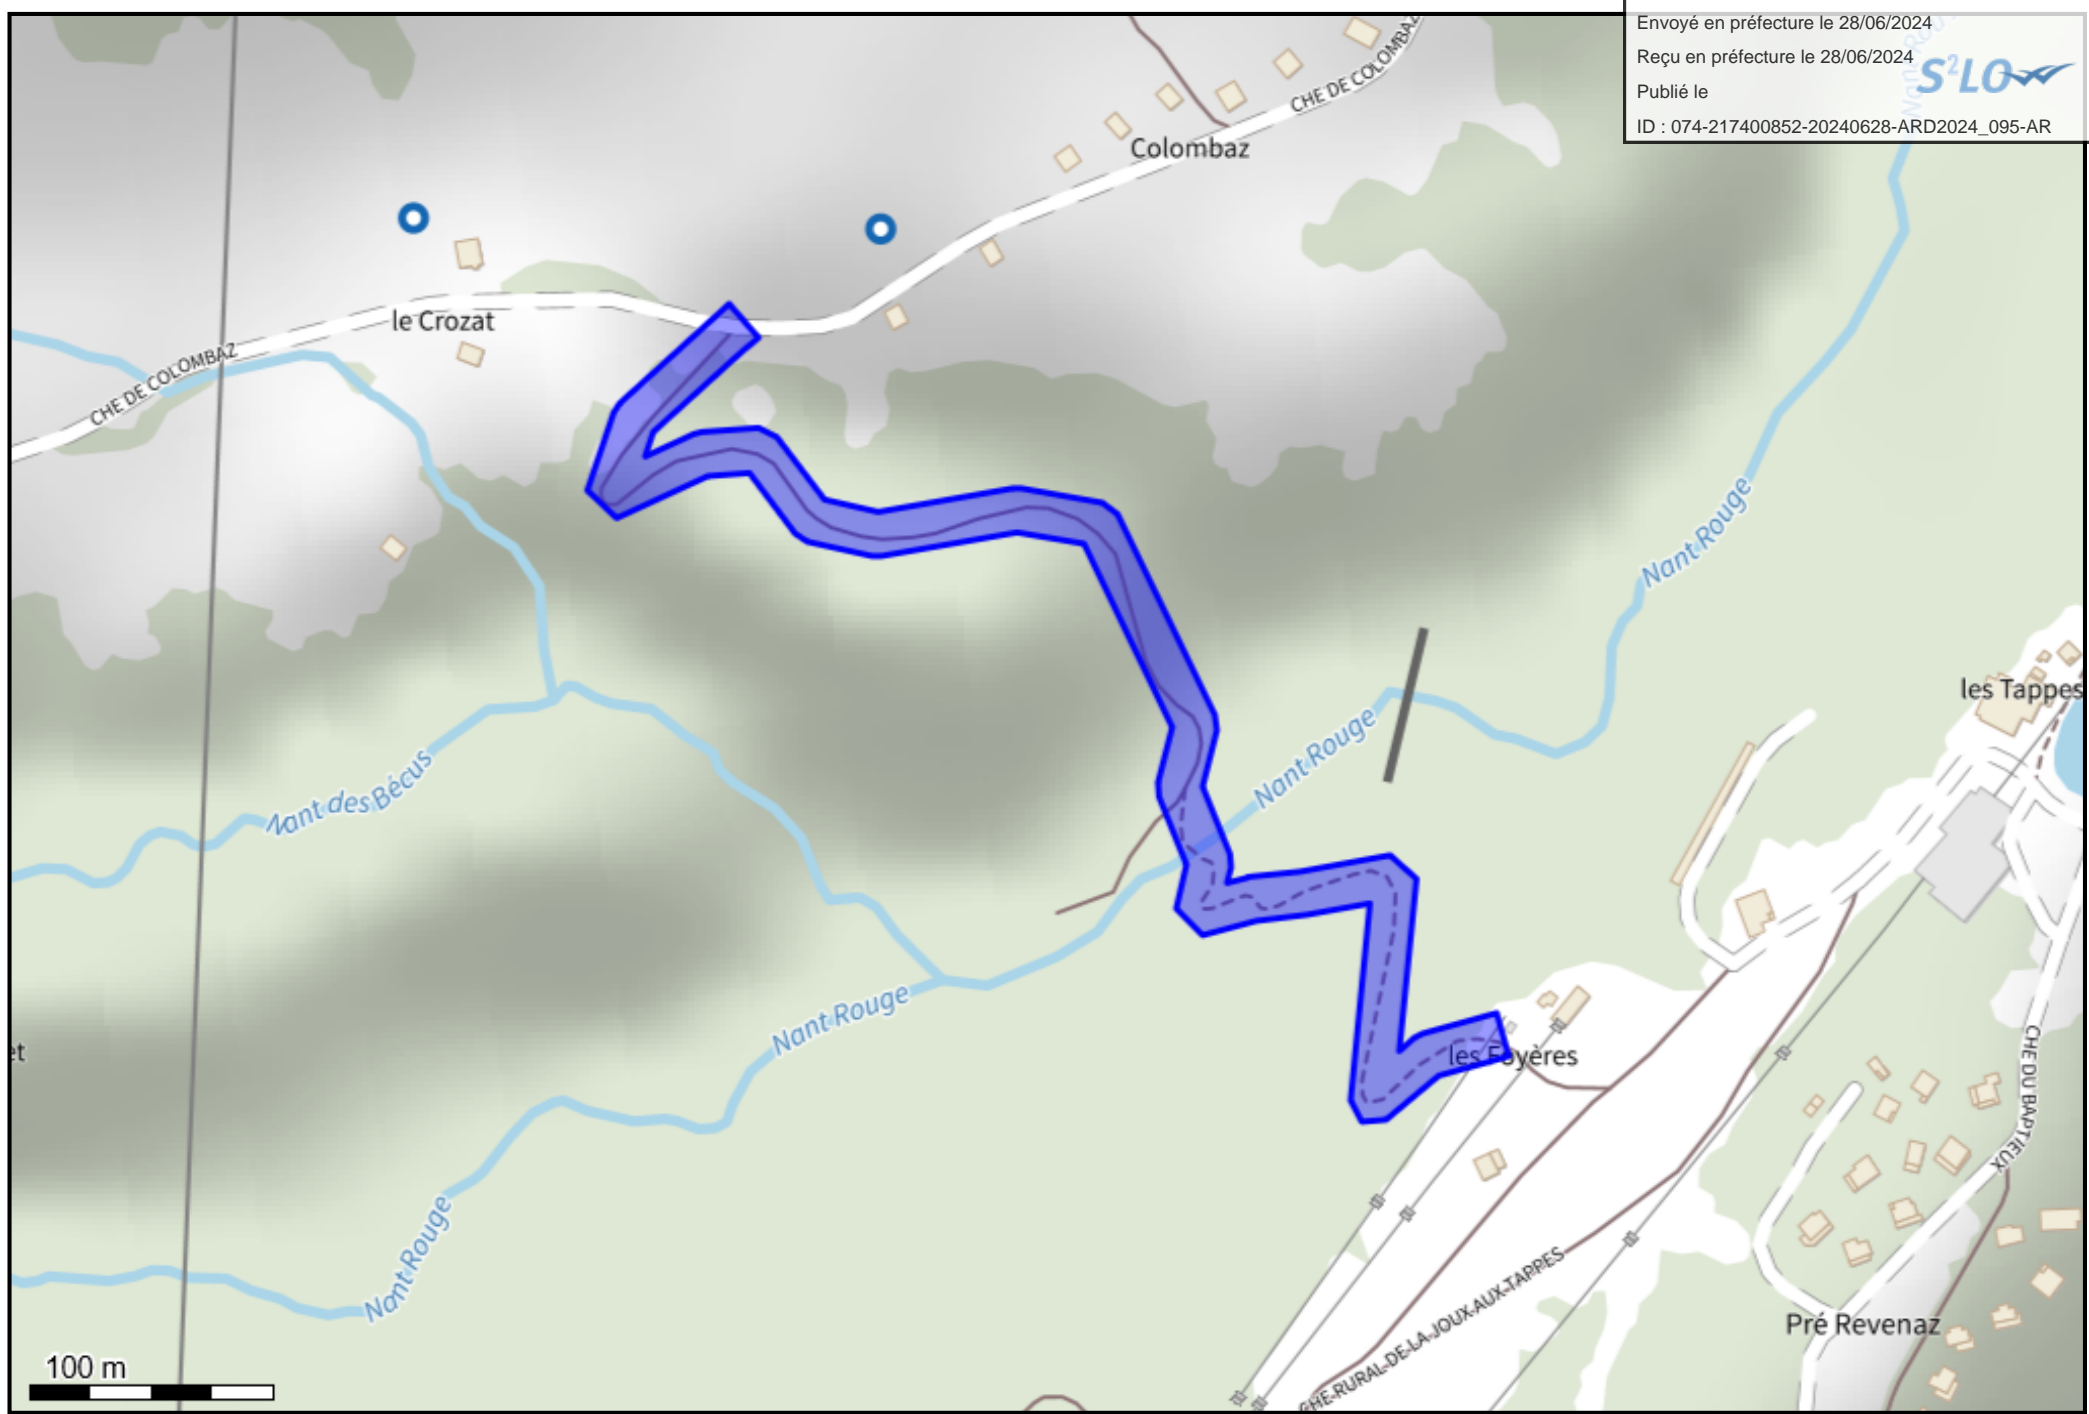 Envoyé en préfecture le 28/06/2024
Reçu en préfecture le 28/06/2024
Publié le
S²LO
ID : 074-217400852-20240628-ARD2024_095-AR
CHE DE COLOMBAZ
Colombaz
le Crozat
CHE DE COLOMBAZ
Nant Rouge
les Tappes
Nant Rouge
Nant des Bécus
Nant Rouge
et
les Foyères
CHE DU BAPTIEUX
Nant Rouge
CHE-RURAL-DE-LA-JOUX-AUX-TAPPES
Pré Revenaz
100 m